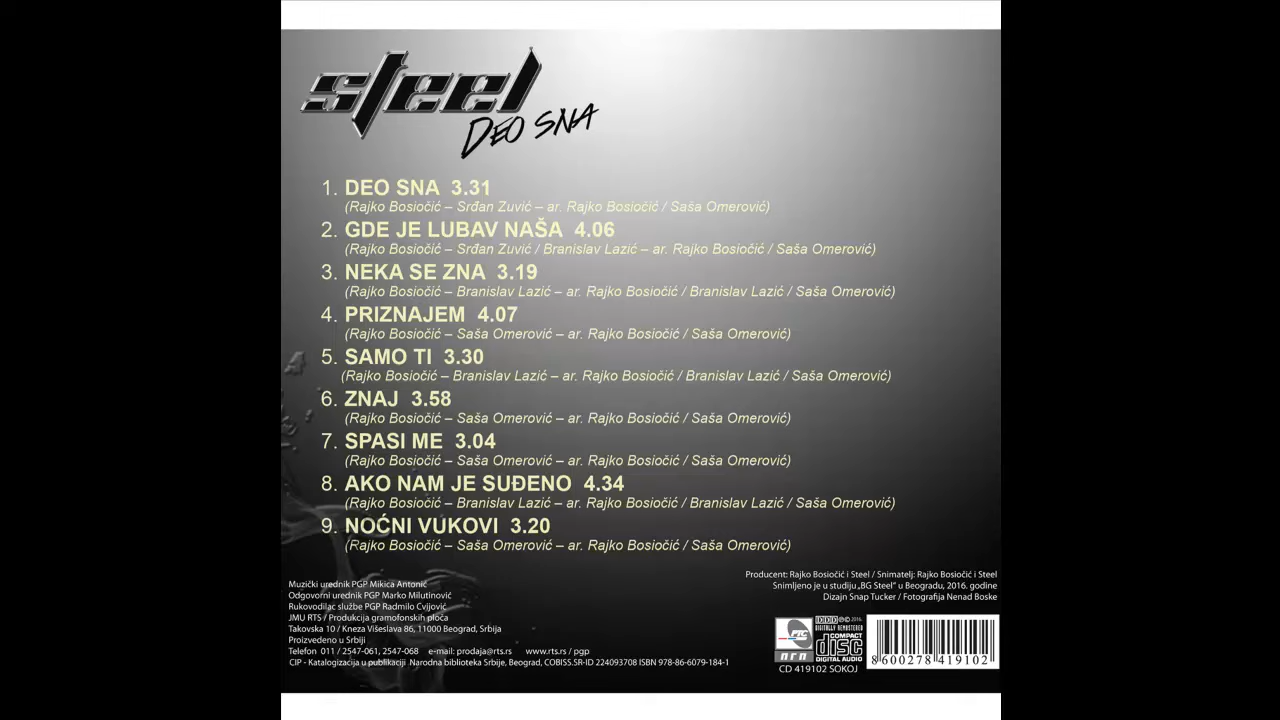 steel
DEO SNA
1. DEO SNA 3.31
(Rajko Bosiočić – Srđan Zuvić – ar. Rajko Bosiočić / Saša Omerović)
2. GDE JE LUBAV NAŠA 4.06
(Rajko Bosiočić – Srđan Zuvić / Branislav Lazić – ar. Rajko Bosiočić / Saša Omerović)
3. NEKA SE ZNA 3.19
(Rajko Bosiočić – Branislav Lazić – ar. Rajko Bosiočić / Branislav Lazić / Saša Omerović)
4. PRIZNAJEM 4.07
(Rajko Bosiočić – Saša Omerović – ar. Rajko Bosiočić / Saša Omerović)
5. SAMO TI 3.30
(Rajko Bosiočić – Branislav Lazić – ar. Rajko Bosiočić / Branislav Lazić / Saša Omerović)
6. ZNAJ 3.58
(Rajko Bosiočić – Saša Omerović – ar. Rajko Bosiočić / Saša Omerović)
7. SPASI ME 3.04
(Rajko Bosiočić – Saša Omerović – ar. Rajko Bosiočić / Saša Omerović)
8. AKO NAM JE SUĐENO 4.34
(Rajko Bosiočić – Branislav Lazić – ar. Rajko Bosiočić / Branislav Lazić / Saša Omerović)
9. NOĆNI VUKOVI 3.20
(Rajko Bosiočić – Saša Omerović – ar. Rajko Bosiočić / Saša Omerović)
Muzički urednik PGP Mikica Antonić
Odgovorni urednik PGP Marko Milutinović
Rukovodilac službe PGP Radmilo Cvijović
JMU RTS / Produkcija gramofonskih ploča
Takovska 10 / Kneza Višeslava 86, 11000 Beograd, Srbija
Proizvedeno u Srbiji
Telefon 011 / 2547-061, 2547-068 e-mail: prodaja@rts.rs www.rts.rs / pgp
CIP - Katalogizacija u publikaciji Narodna biblioteka Srbije, Beograd, COBISS.SR-ID 224093708 ISBN 978-86-6079-184-1
Producent: Rajko Bosiočić i Steel / Snimatelj: Rajko Bosiočić i Steel
Snimljeno je u studiju „BG Steel“ u Beogradu, 2016. godine
Dizajn Snap Tucker / Fotografija Nenad Boske
РТС
пгп
DDD ℗© 2016.
DIGITALLY REMASTERED
COMPACT
disc
DIGITAL AUDIO
CD 419102 SOKOJ
8600278 419102